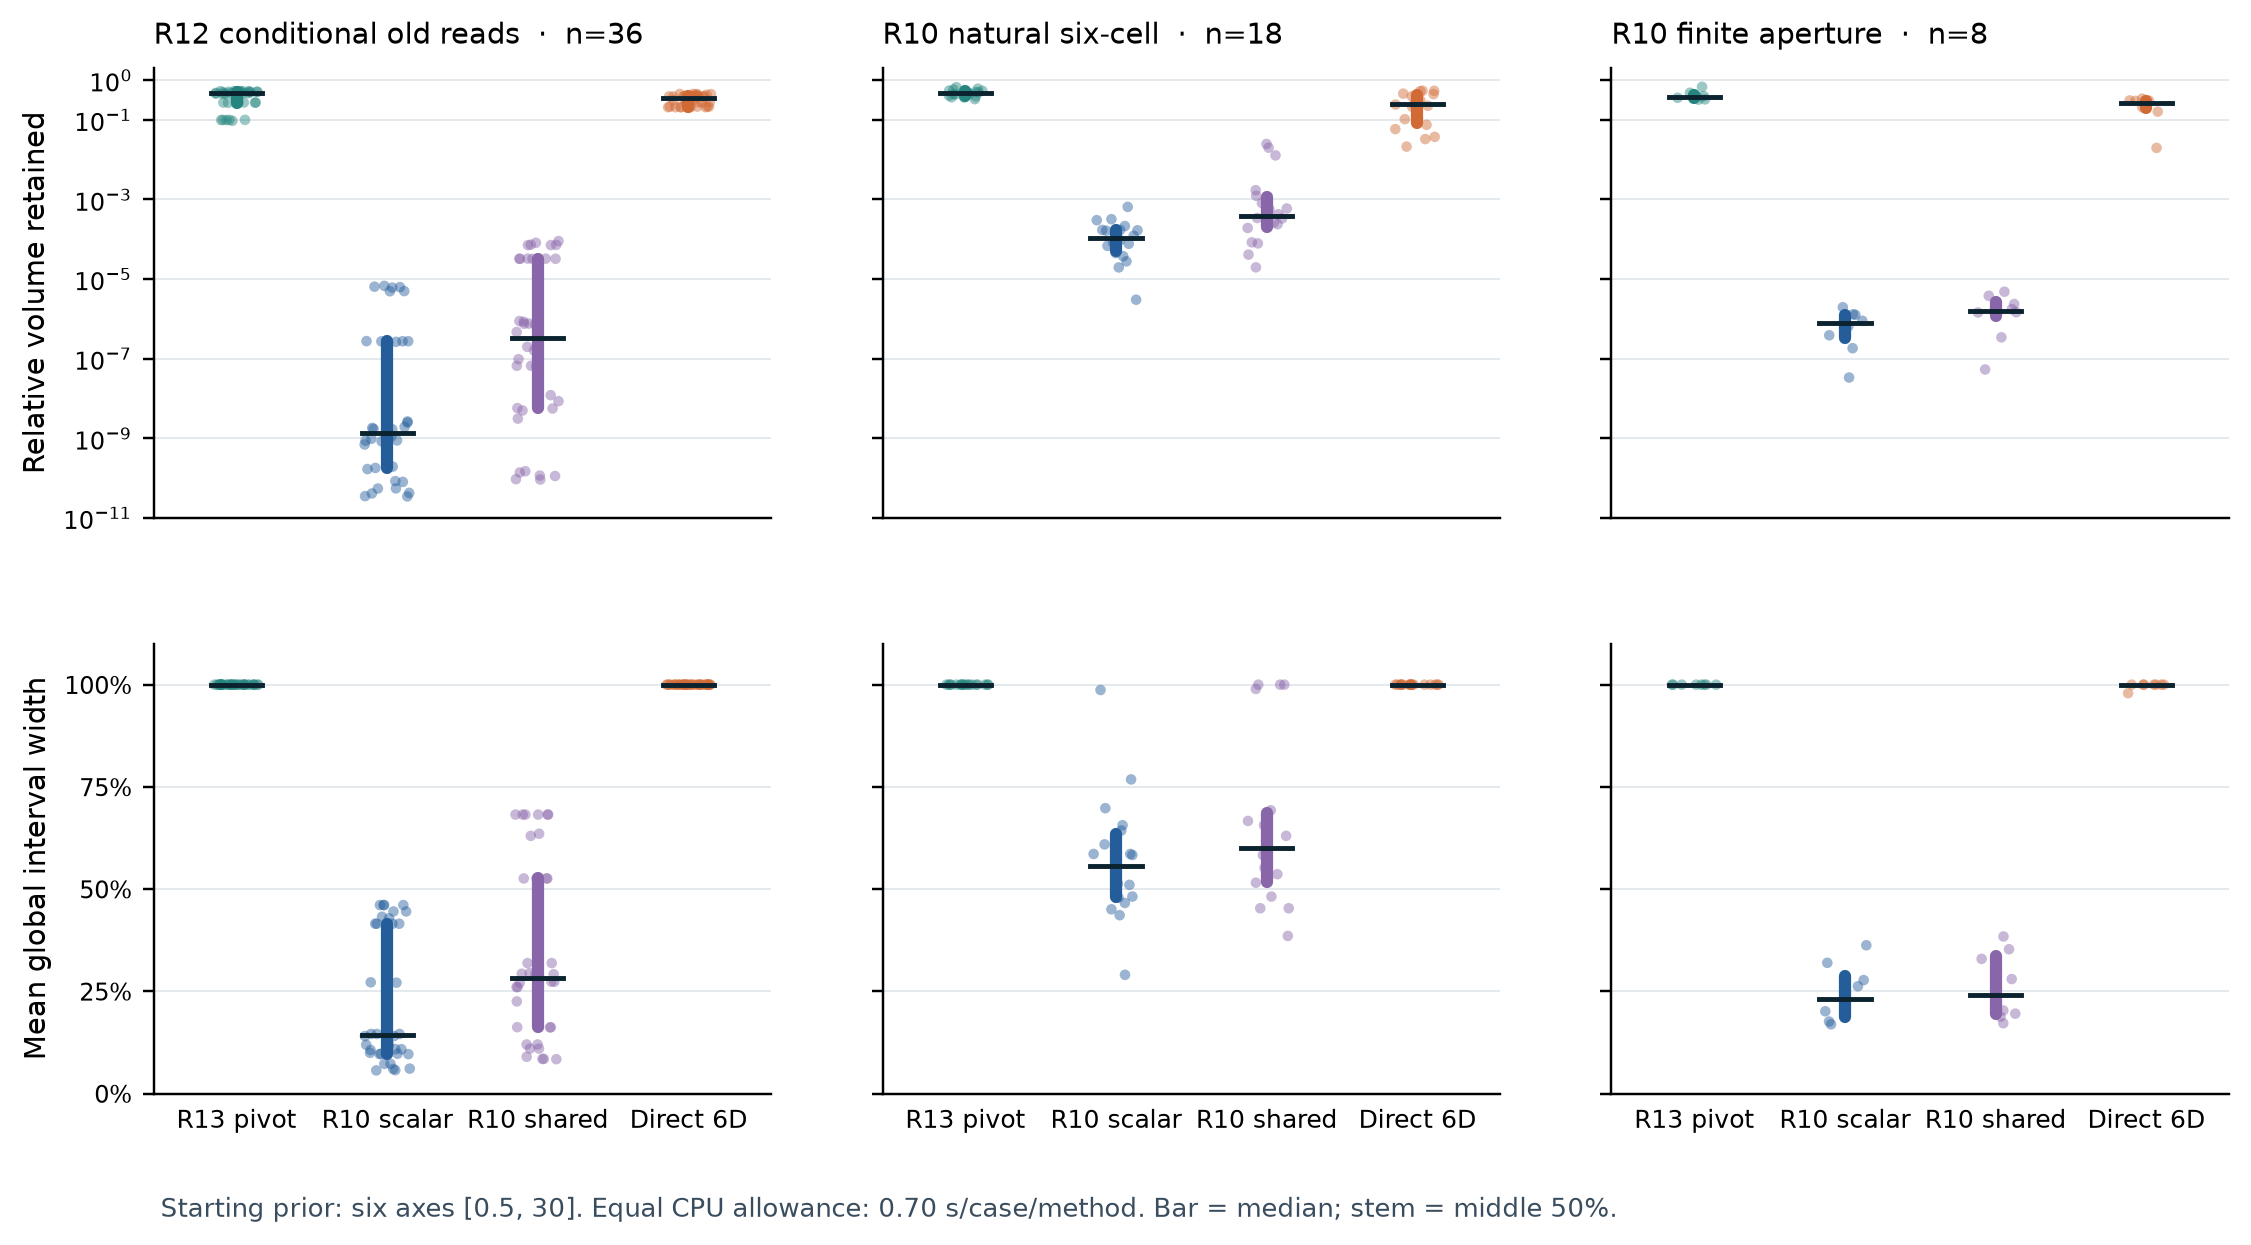 R12 conditional old reads · n=36
R10 natural six-cell · n=18
R10 finite aperture · n=8
Relative volume retained
10⁰
10⁻¹
10⁻³
10⁻⁵
10⁻⁷
10⁻⁹
10⁻¹¹
Mean global interval width
100%
75%
50%
25%
0%
R13 pivot R10 scalar R10 shared Direct 6D
R13 pivot R10 scalar R10 shared Direct 6D
R13 pivot R10 scalar R10 shared Direct 6D
Starting prior: six axes [0.5, 30]. Equal CPU allowance: 0.70 s/case/method. Bar = median; stem = middle 50%.